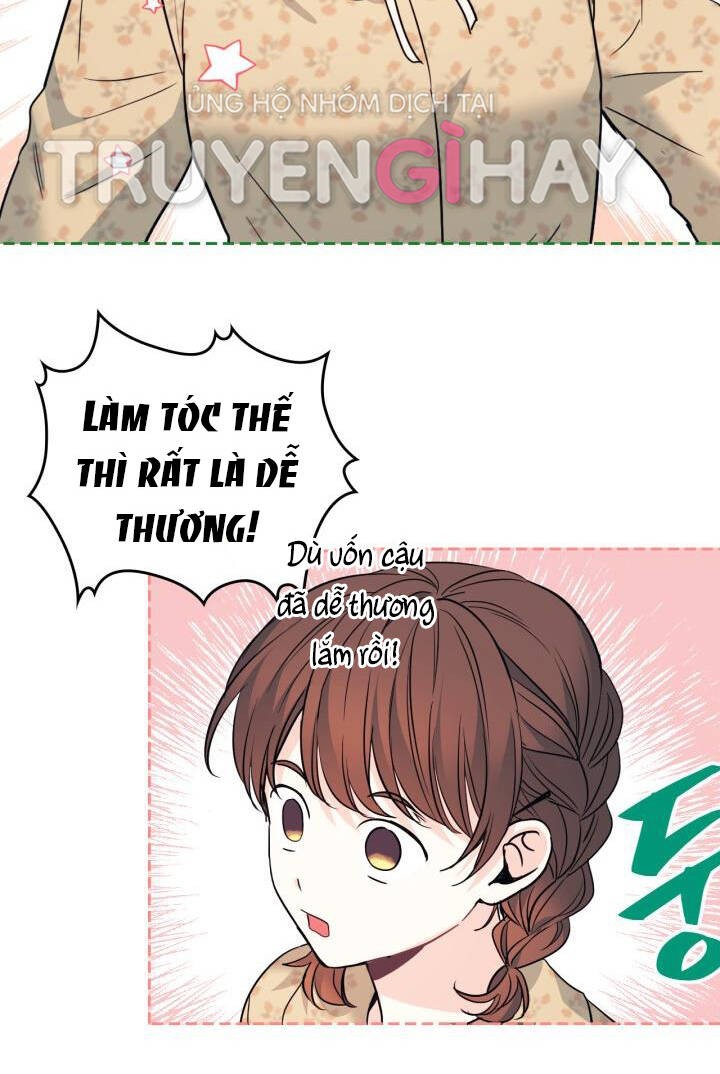 ỦNG HỘ NHÓM DỊCH TẠI
TRUYENGÌHAY
LÀM TÓC THẾ
THÌ RẤT LÀ DỄ
THƯƠNG!
Dù vốn cậu
đã dễ thương
lắm rồi!